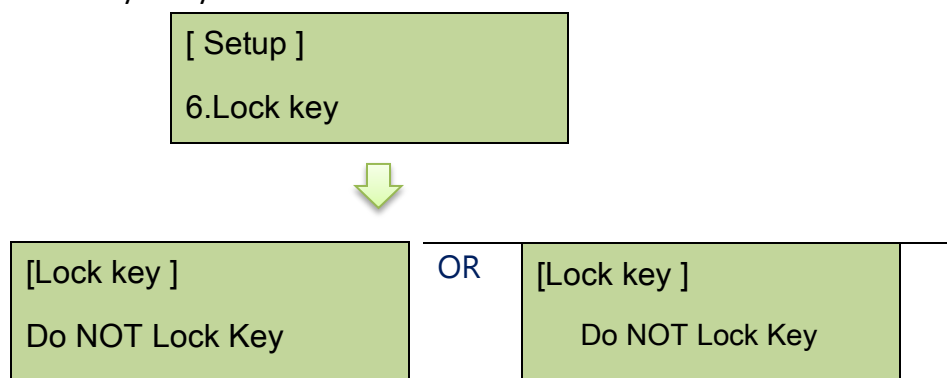 [ Setup ]
6.Lock key
[Lock key ]
Do NOT Lock Key
OR
[Lock key ]
Do NOT Lock Key